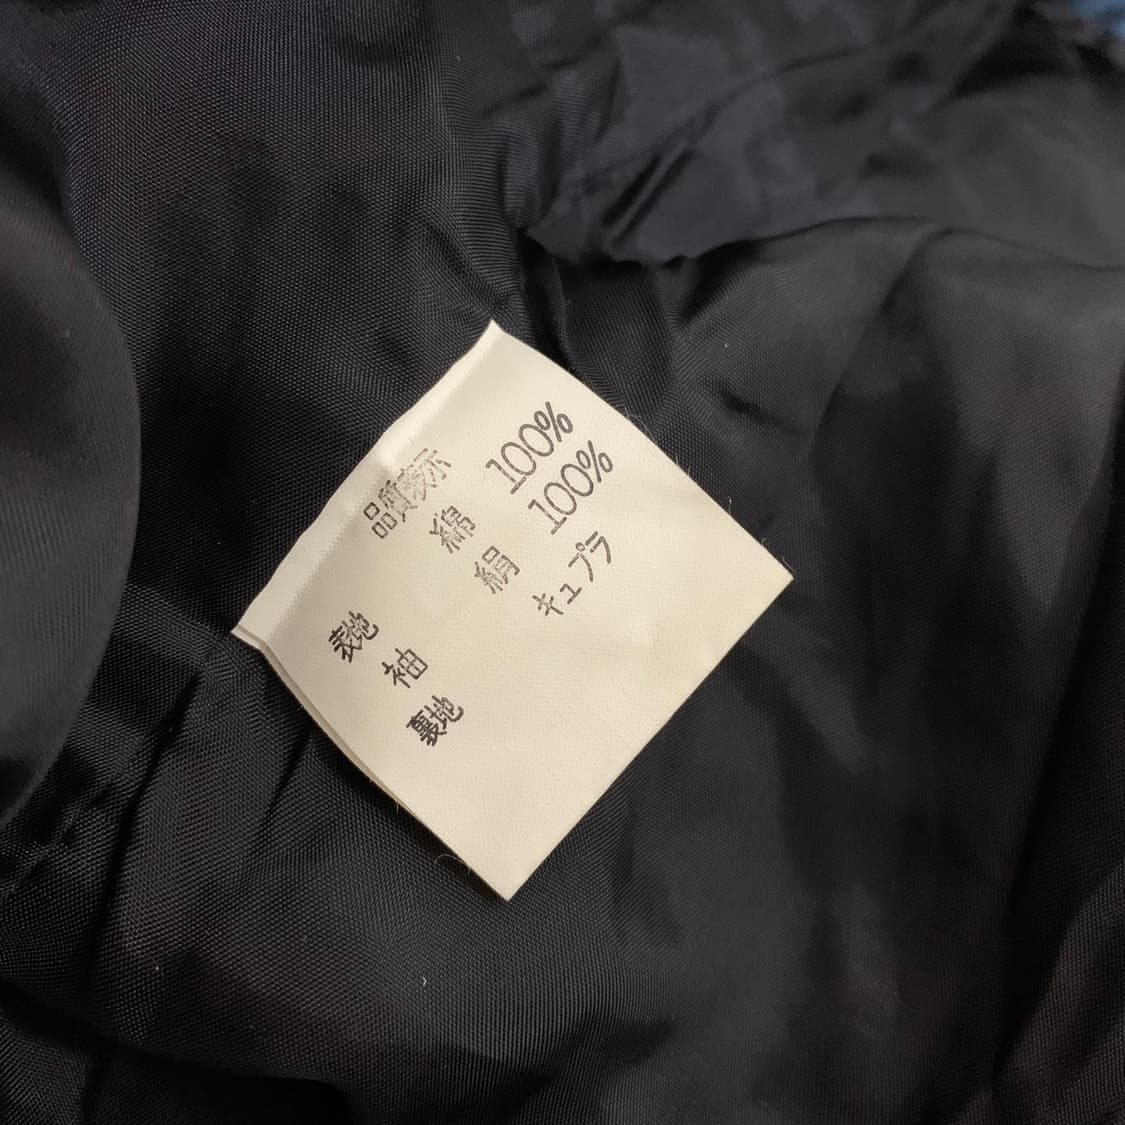 品質表示
表地 綿 100%
袖 絹 100%
裏地 キュプラ